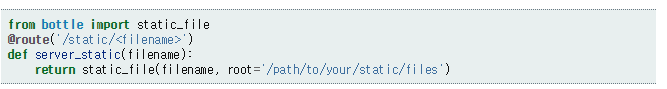 from bottle import static_file
@route('/static/<filename>')
def server_static(filename):
    return static_file(filename, root='/path/to/your/static/files')